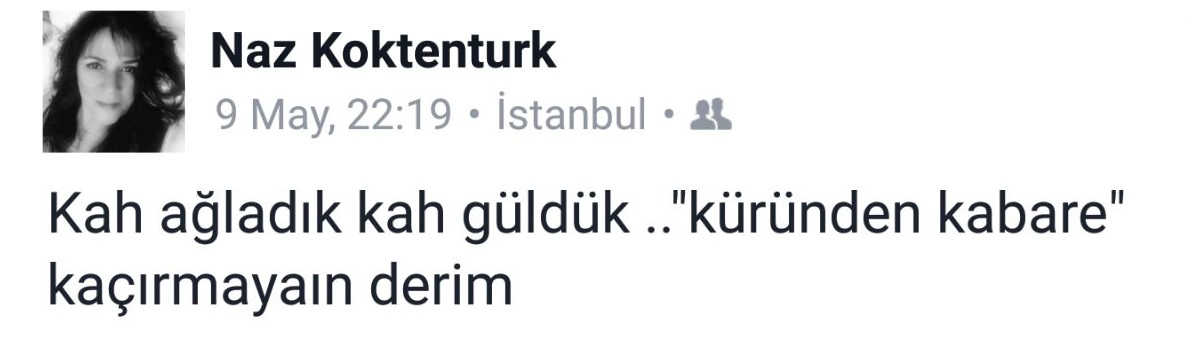 Naz Koktenturk
9 May, 22:19 • İstanbul •
Kah ağladık kah güldük .."küründen kabare"
kaçırmayaın derim